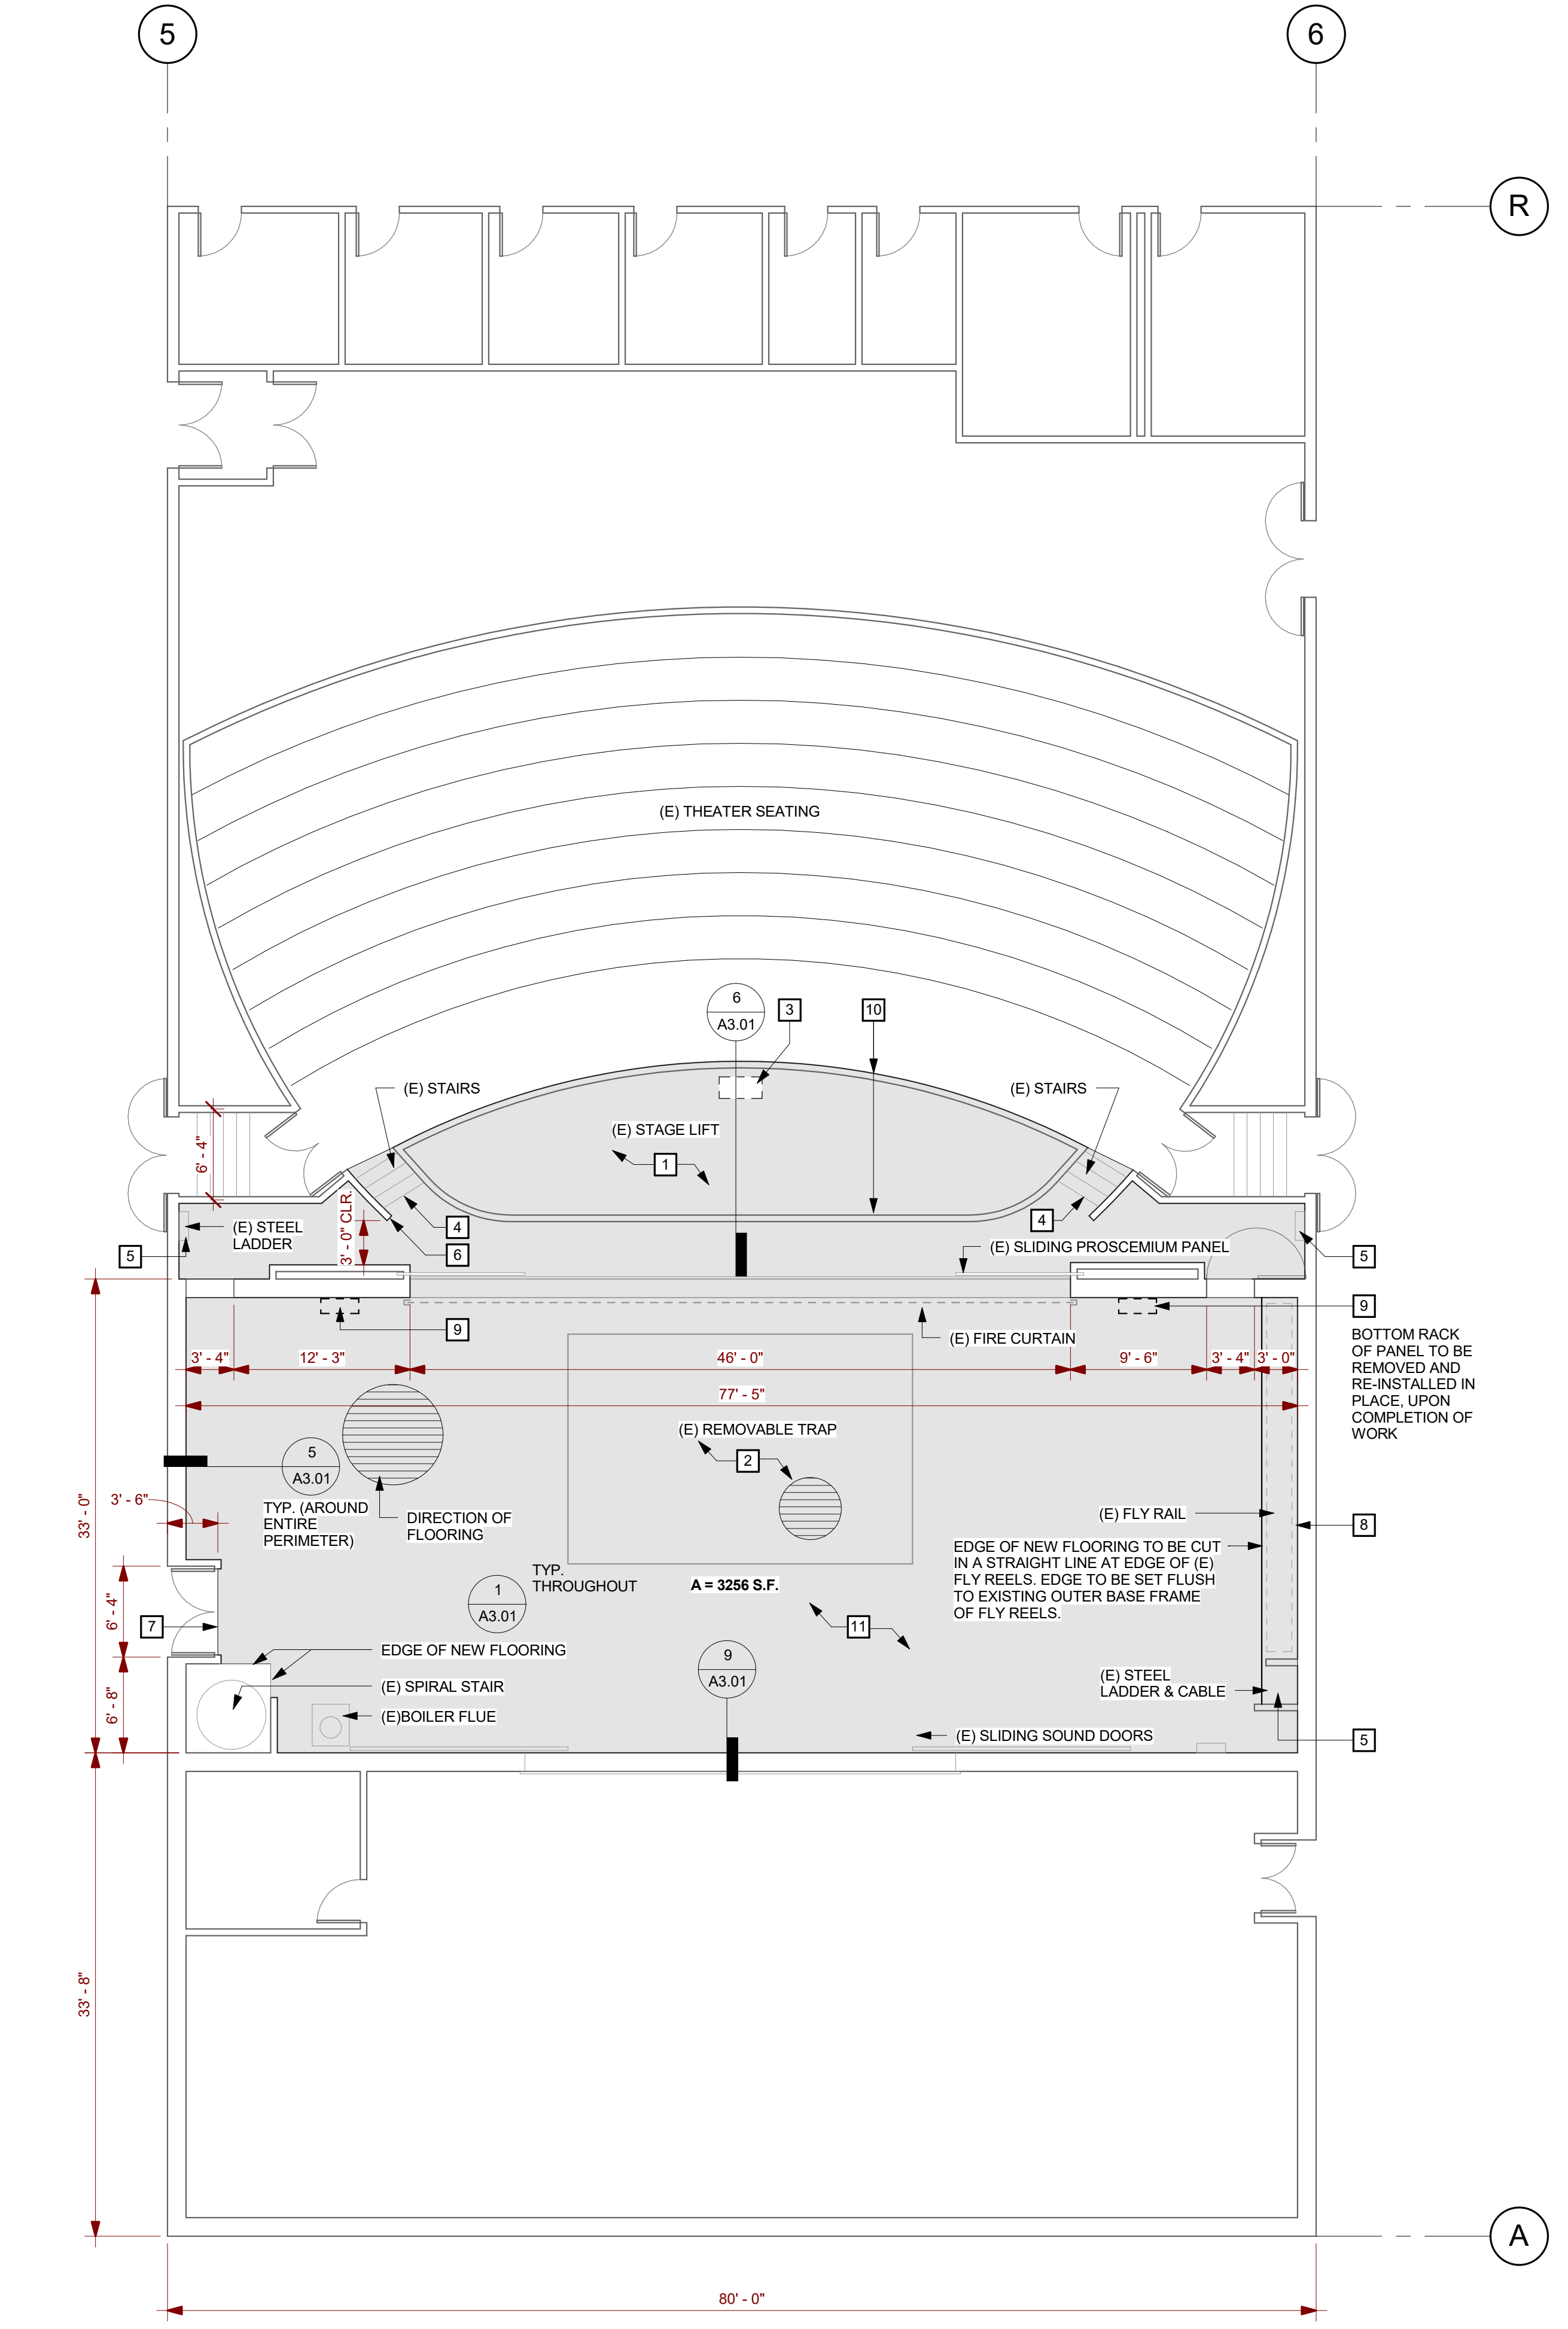 5
6
R
(E) THEATER SEATING
6
A3.01
3
10
(E) STAIRS
(E) STAIRS
(E) STAGE LIFT
1
6' - 4"
4
4
(E) STEEL
LADDER
3' - 0" CLR.
6
5
5
(E) SLIDING PROSCEMIUM PANEL
9
9
(E) FIRE CURTAIN
BOTTOM RACK
OF PANEL TO BE
REMOVED AND
RE-INSTALLED IN
PLACE, UPON
COMPLETION OF
WORK
3' - 4"
12' - 3"
46' - 0"
9' - 6"
3' - 4"
3' - 0"
77' - 5"
(E) REMOVABLE TRAP
2
5
A3.01
TYP. (AROUND
ENTIRE
PERIMETER)
DIRECTION OF
FLOORING
3' - 6"
33' - 0"
(E) FLY RAIL
8
EDGE OF NEW FLOORING TO BE CUT
IN A STRAIGHT LINE AT EDGE OF (E)
FLY REELS. EDGE TO BE SET FLUSH
TO EXISTING OUTER BASE FRAME
OF FLY REELS.
TYP.
THROUGHOUT
1
A3.01
A = 3256 S.F.
6' - 4"
7
11
EDGE OF NEW FLOORING
9
A3.01
(E) SPIRAL STAIR
(E) STEEL
LADDER & CABLE
6' - 8"
(E)BOILER FLUE
(E) SLIDING SOUND DOORS
5
33' - 8"
A
80' - 0"